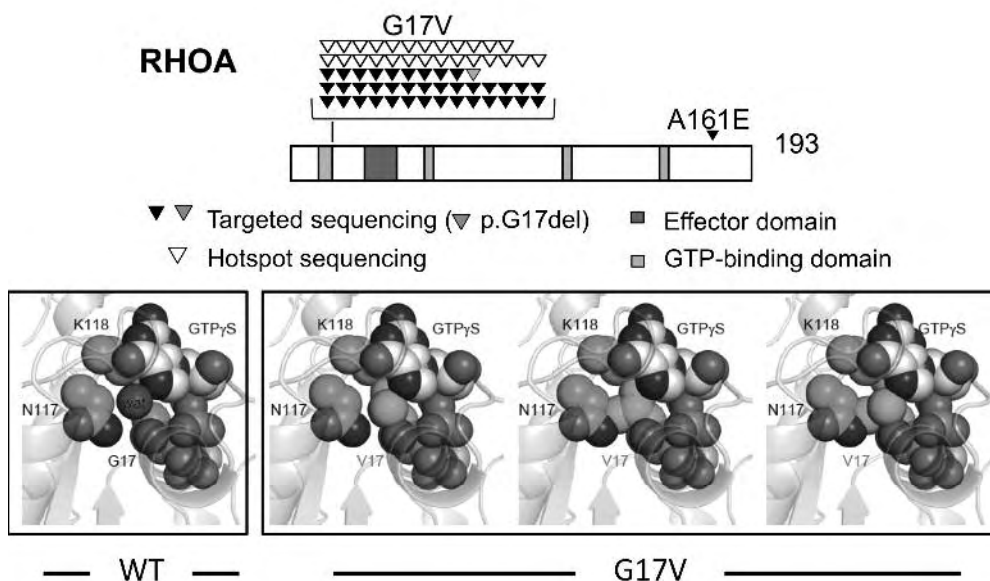 G17V
RHOA
A161E
193
Targeted sequencing ( p.G17del)
Hotspot sequencing
Effector domain
GTP-binding domain
K118
GTPγS
N117
wat
G17
K118
GTPγS
N117
V17
K118
GTPγS
N117
V17
K118
GTPγS
N117
V17
WT
G17V